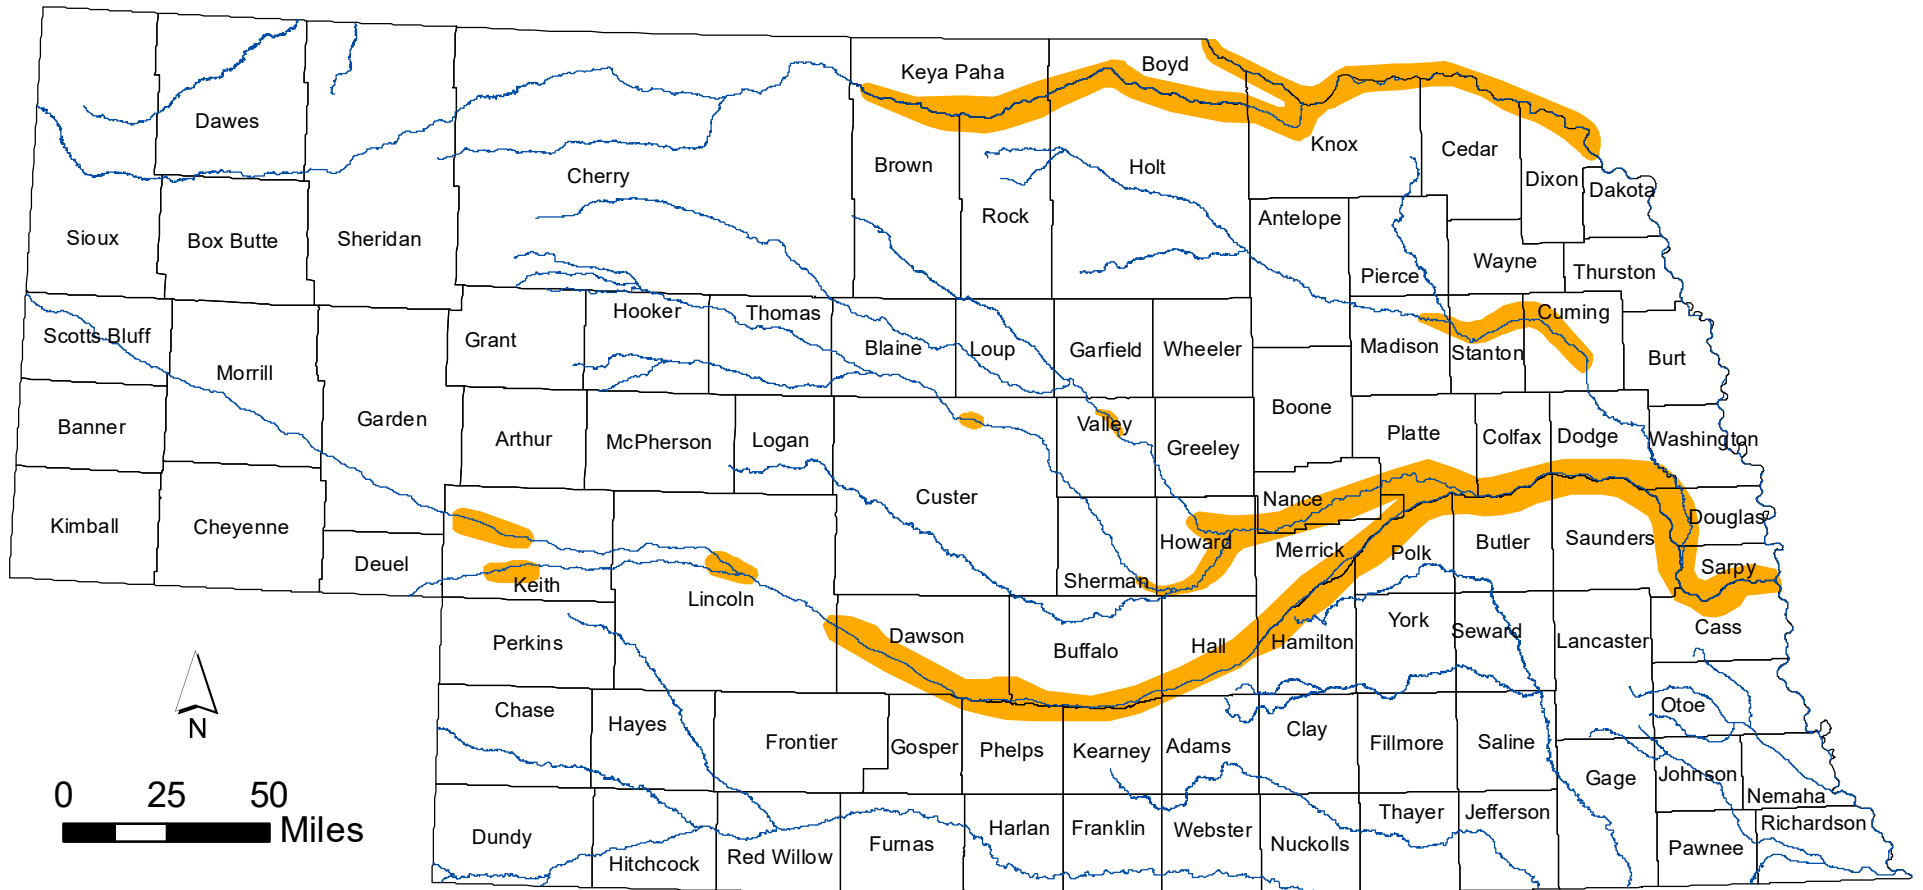 Keya Paha
Boyd
Dawes
Knox
Cedar
Brown
Holt
Cherry
Dixon
Dakota
Rock
Antelope
Sioux
Box Butte
Sheridan
Wayne
Pierce
Thurston
Hooker
Thomas
Cuming
Scotts Bluff
Grant
Blaine
Loup
Garfield
Wheeler
Madison
Stanton
Burt
Morrill
Boone
Garden
Banner
Arthur
McPherson
Logan
Valley
Greeley
Platte
Colfax
Dodge
Washington
Custer
Nance
Kimball
Cheyenne
Douglas
Howard
Merrick
Polk
Butler
Saunders
Deuel
Keith
Sherman
Sarpy
Lincoln
Perkins
Dawson
Buffalo
Hall
Hamilton
York
Seward
Lancaster
Cass
Chase
Hayes
Frontier
Gosper
Phelps
Kearney
Adams
Clay
Fillmore
Saline
Otoe
N
Gage
Johnson
Nemaha
0 25 50
Miles
Dundy
Hitchcock
Red Willow
Furnas
Harlan
Franklin
Webster
Nuckolls
Thayer
Jefferson
Pawnee
Richardson